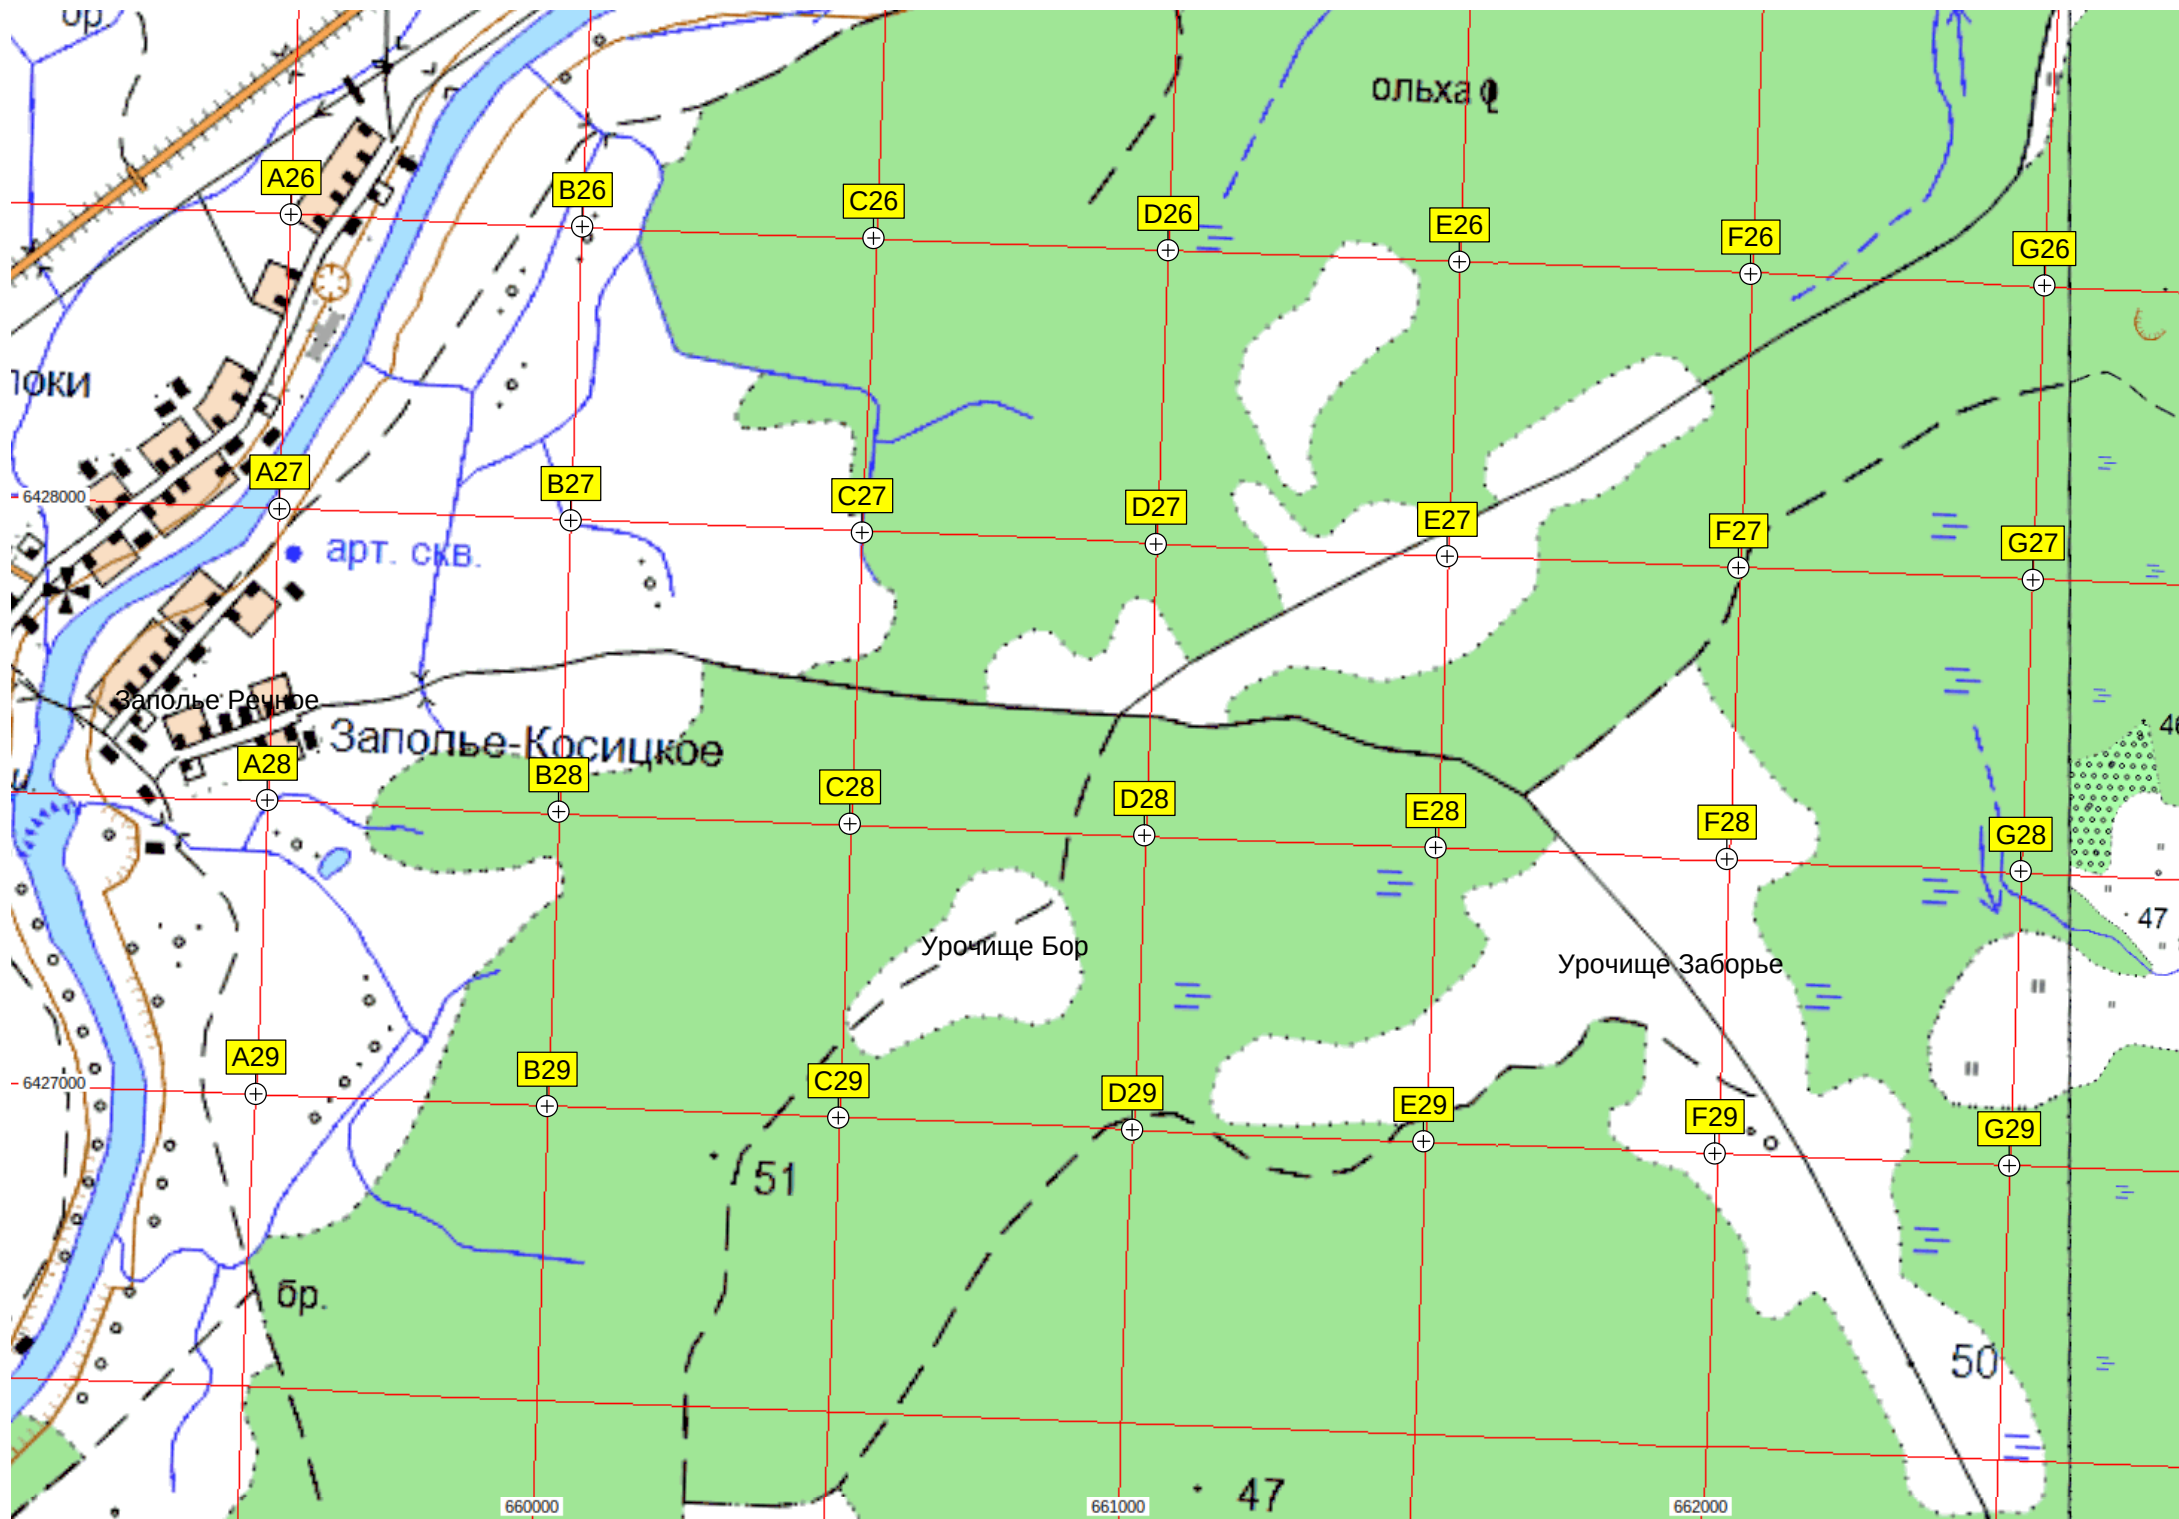 бр.
ольха
A26
B26
C26
D26
E26
F26
G26
6428000
A27
B27
C27
D27
E27
F27
G27
арт. скв.
Заполье Речное
Заполье-Косицкое
46
A28
B28
C28
D28
E28
F28
G28
47
Урочище Бор
Урочище Заборье
6427000
A29
B29
C29
D29
E29
F29
G29
51
бр.
50
47
660000
661000
662000